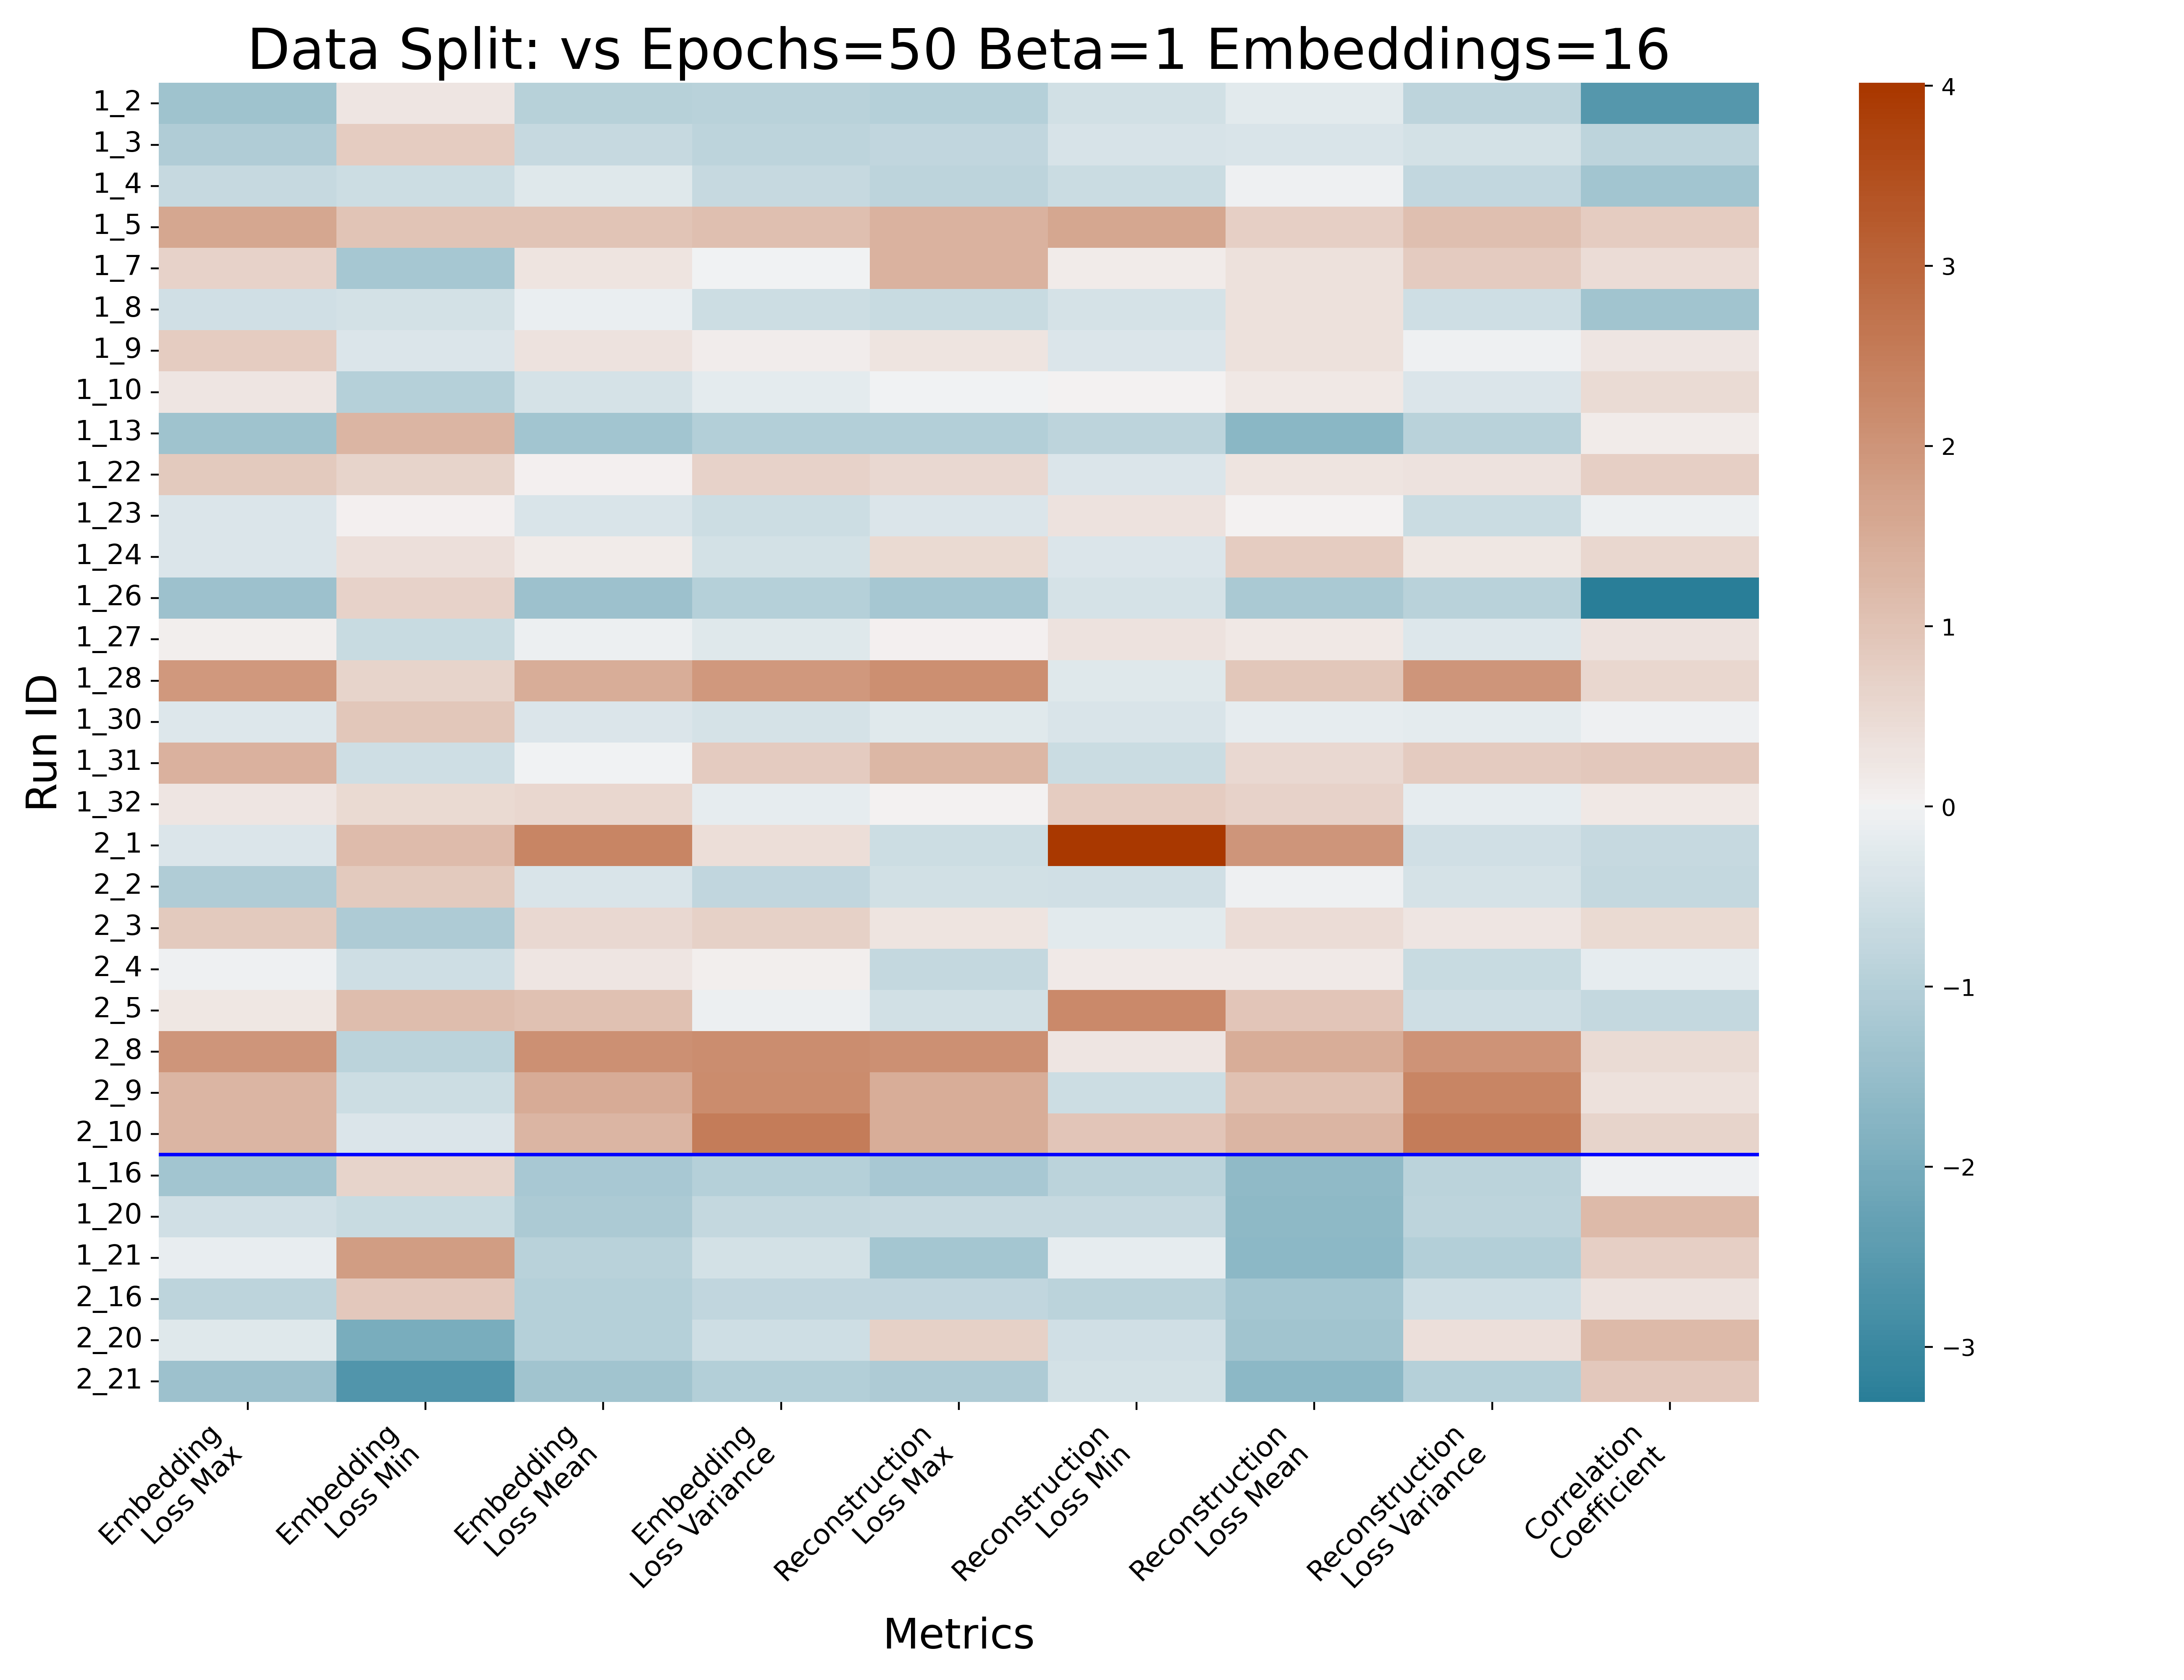 Data Split: vs Epochs=50 Beta=1 Embeddings=16
Run ID
1_2
1_3
1_4
1_5
1_7
1_8
1_9
1_10
1_13
1_22
1_23
1_24
1_26
1_27
1_28
1_30
1_31
1_32
2_1
2_2
2_3
2_4
2_5
2_8
2_9
2_10
1_16
1_20
1_21
2_16
2_20
2_21
Embedding
Loss Max
Embedding
Loss Min
Embedding
Loss Mean
Embedding
Loss Variance
Reconstruction
Loss Max
Reconstruction
Loss Min
Reconstruction
Loss Mean
Reconstruction
Loss Variance
Correlation
Coefficient
Metrics
4
3
2
1
0
−1
−2
−3